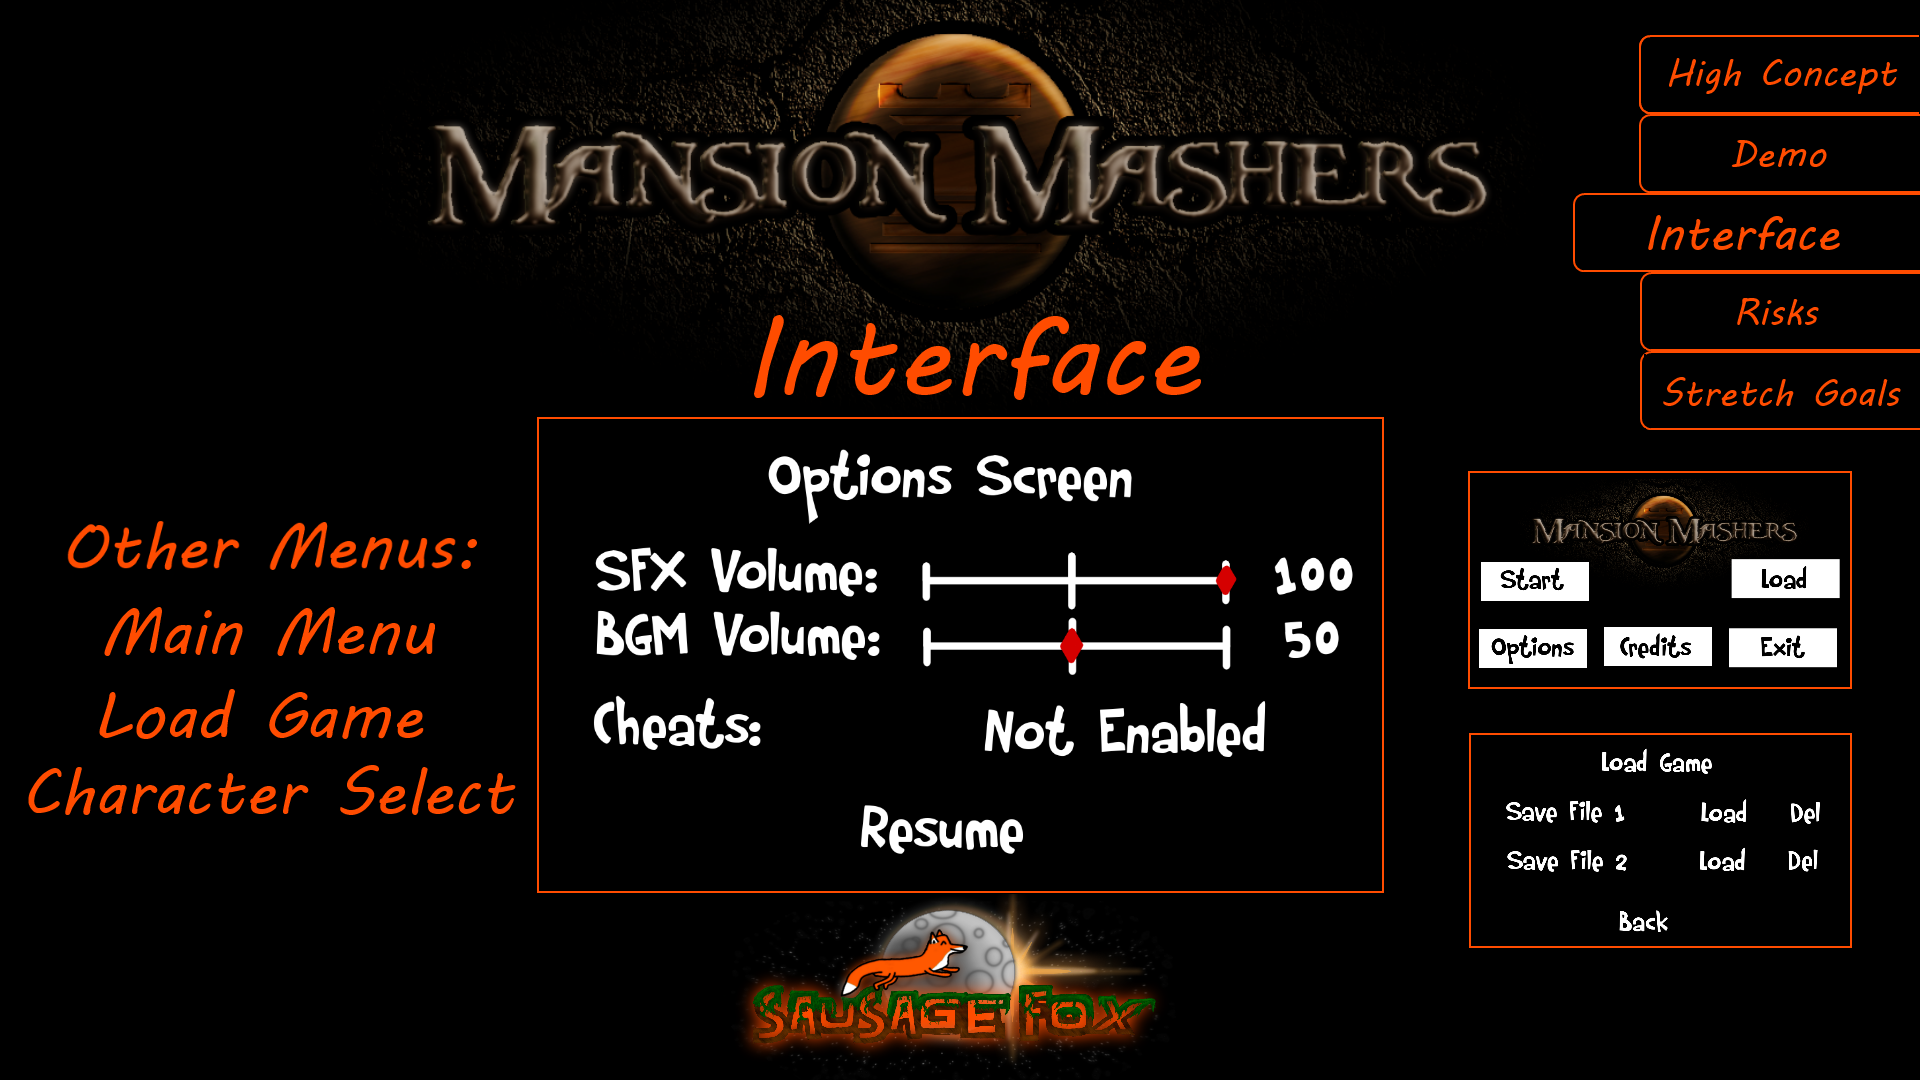 MANSION MASHERS
High Concept
Demo
Interface
Risks
Stretch Goals
Interface
Other Menus:
Main Menu
Load Game
Character Select
Options Screen
SFX Volume: 100
BGM Volume: 50
Cheats: Not Enabled
Resume
MANSION MASHERS
Start Load
Options Credits Exit
Load Game
Save File 1 Load Del
Save File 2 Load Del
Back
SAUSAGE FOX